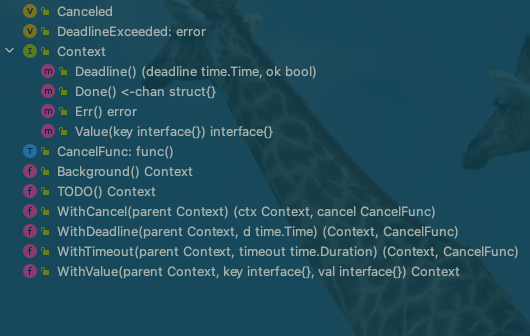 V Canceled
V DeadlineExceeded: error
I Context
m Deadline() (deadline time.Time, ok bool)
m Done() <-chan struct{}
m Err() error
m Value(key interface{}) interface{}
T CancelFunc: func()
f Background() Context
f TODO() Context
f WithCancel(parent Context) (ctx Context, cancel CancelFunc)
f WithDeadline(parent Context, d time.Time) (Context, CancelFunc)
f WithTimeout(parent Context, timeout time.Duration) (Context, CancelFunc)
f WithValue(parent Context, key interface{}, val interface{}) Context